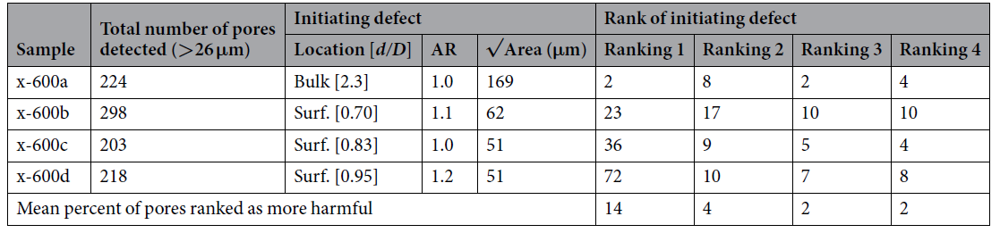 Sample Total number of pores detected (>26 μm) Initiating defect Rank of initiating defect
Location [d/D] AR √Area (μm) Ranking 1 Ranking 2 Ranking 3 Ranking 4
x-600a 224 Bulk [2.3] 1.0 169 2 8 2 4
x-600b 298 Surf. [0.70] 1.1 62 23 17 10 10
x-600c 203 Surf. [0.83] 1.0 51 36 9 5 4
x-600d 218 Surf. [0.95] 1.2 51 72 10 7 8
Mean percent of pores ranked as more harmful 14 4 2 2